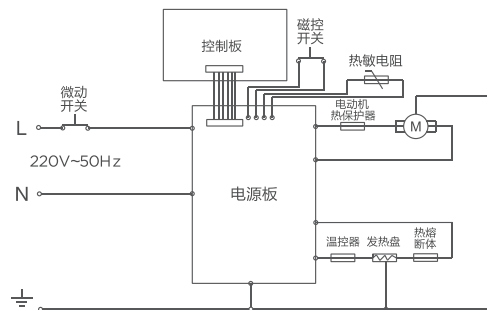 控制板
磁控
开关
热敏电阻
微动
开关
电动机
热保护器
L
M
220V~50Hz
N
电源板
温控器
发热盘
热熔
断体